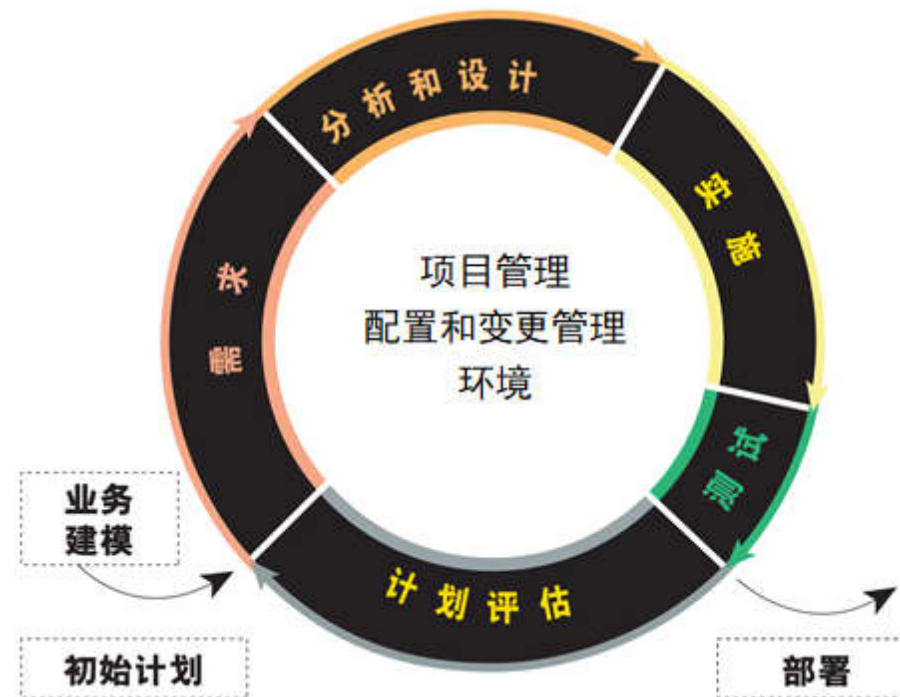 分析和设计
实施
需求
项目管理
配置和变更管理
环境
测试
业务
建模
计划评估
初始计划
部署